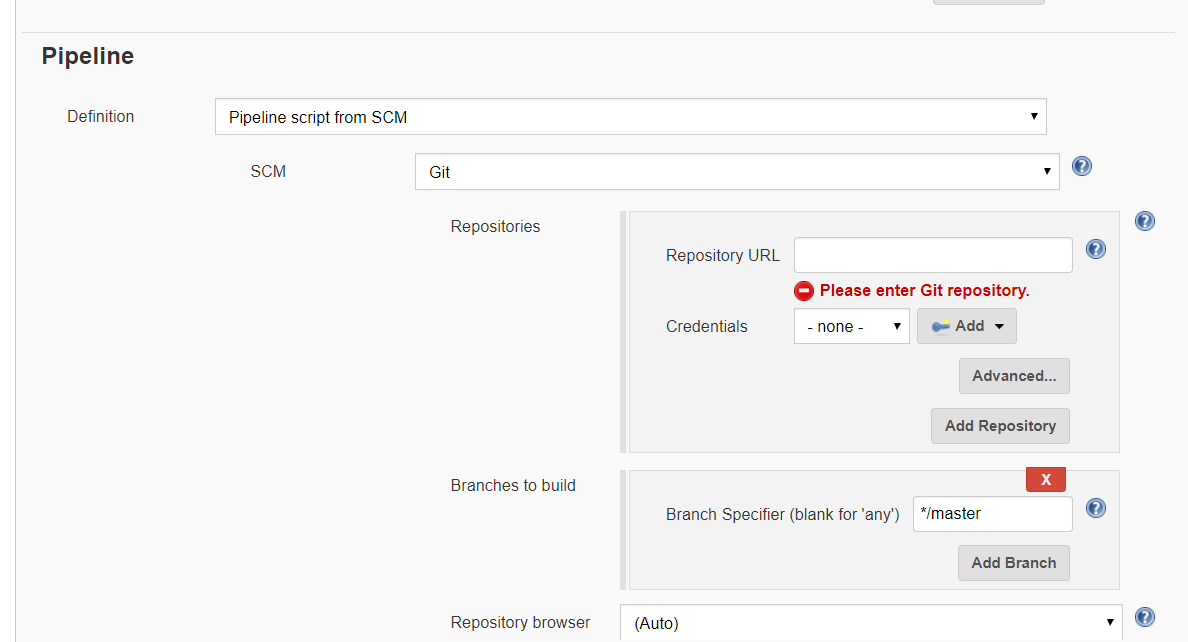 Pipeline
Definition
Pipeline script from SCM
SCM
Git
Repositories
Repository URL
Please enter Git repository.
Credentials
- none -
Add
Advanced...
Add Repository
Branches to build
X
Branch Specifier (blank for 'any')
*/master
Add Branch
Repository browser
(Auto)